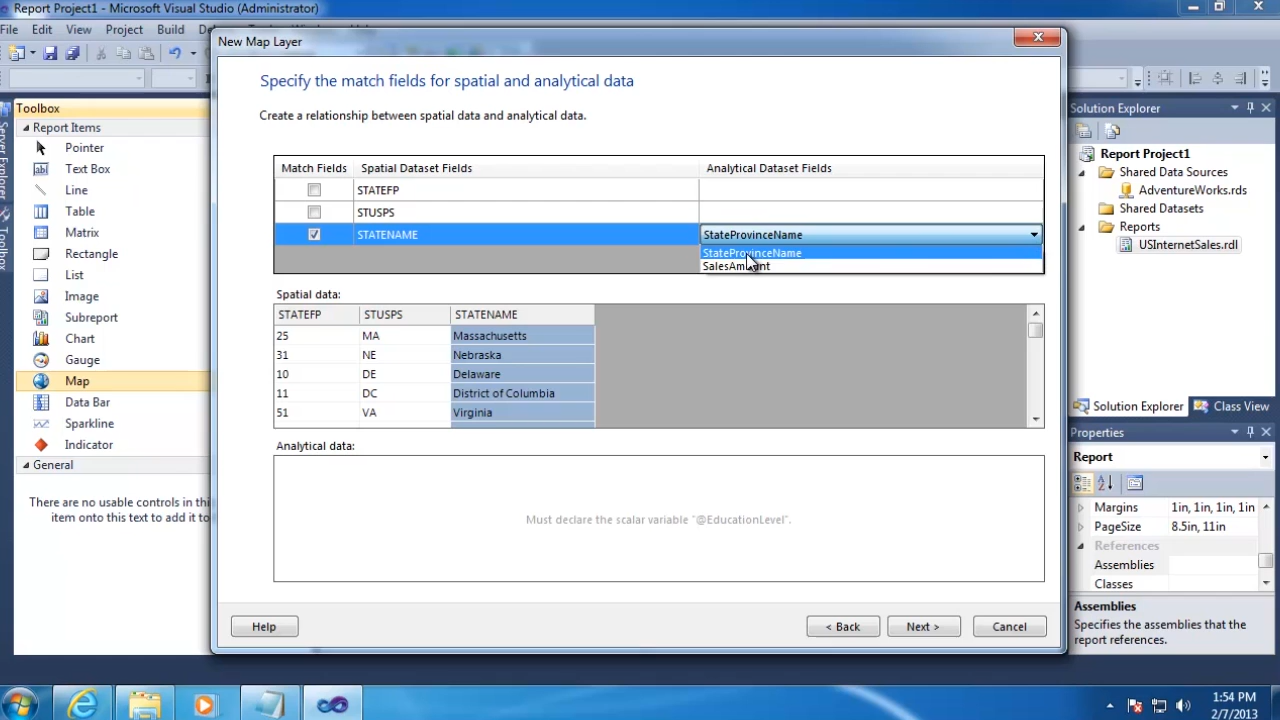 Report Project1 - Microsoft Visual Studio (Administrator)
File Edit View Project Build
New Map Layer
Specify the match fields for spatial and analytical data
Create a relationship between spatial data and analytical data.
Match Fields Spatial Dataset Fields Analytical Dataset Fields
STATEFP
STUSPS
STATENAME StateProvinceName
StateProvinceName
SalesAmount
Spatial data:
STATEFP STUSPS STATENAME
25 MA Massachusetts
31 NE Nebraska
10 DE Delaware
11 DC District of Columbia
51 VA Virginia
Analytical data:
Must declare the scalar variable "@EducationLevel".
Help < Back Next > Cancel
Server Explorer
Toolbox
Toolbox
Report Items
Pointer
Text Box
Line
Table
Matrix
Rectangle
List
Image
Subreport
Chart
Gauge
Map
Data Bar
Sparkline
Indicator
General
There are no usable controls in this
item onto this text to add it to
Solution Explorer
Report Project1
Shared Data Sources
AdventureWorks.rds
Shared Datasets
Reports
USInternetSales.rdl
Solution Explorer Class View
Properties
Report
Margins 1in, 1in, 1in, 1in
PageSize 8.5in, 11in
References
Assemblies
Classes
Assemblies
Specifies the assemblies that the
report references.
1:54 PM
2/7/2013